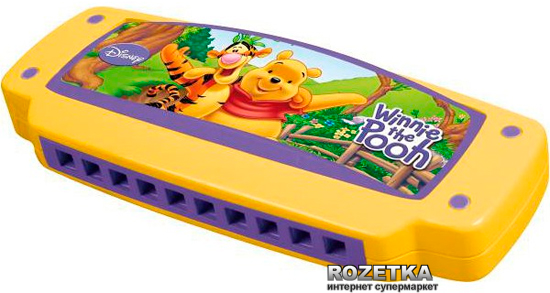 Disney
Winnie
the
Pooh
ROZETKA
интернет супермаркет